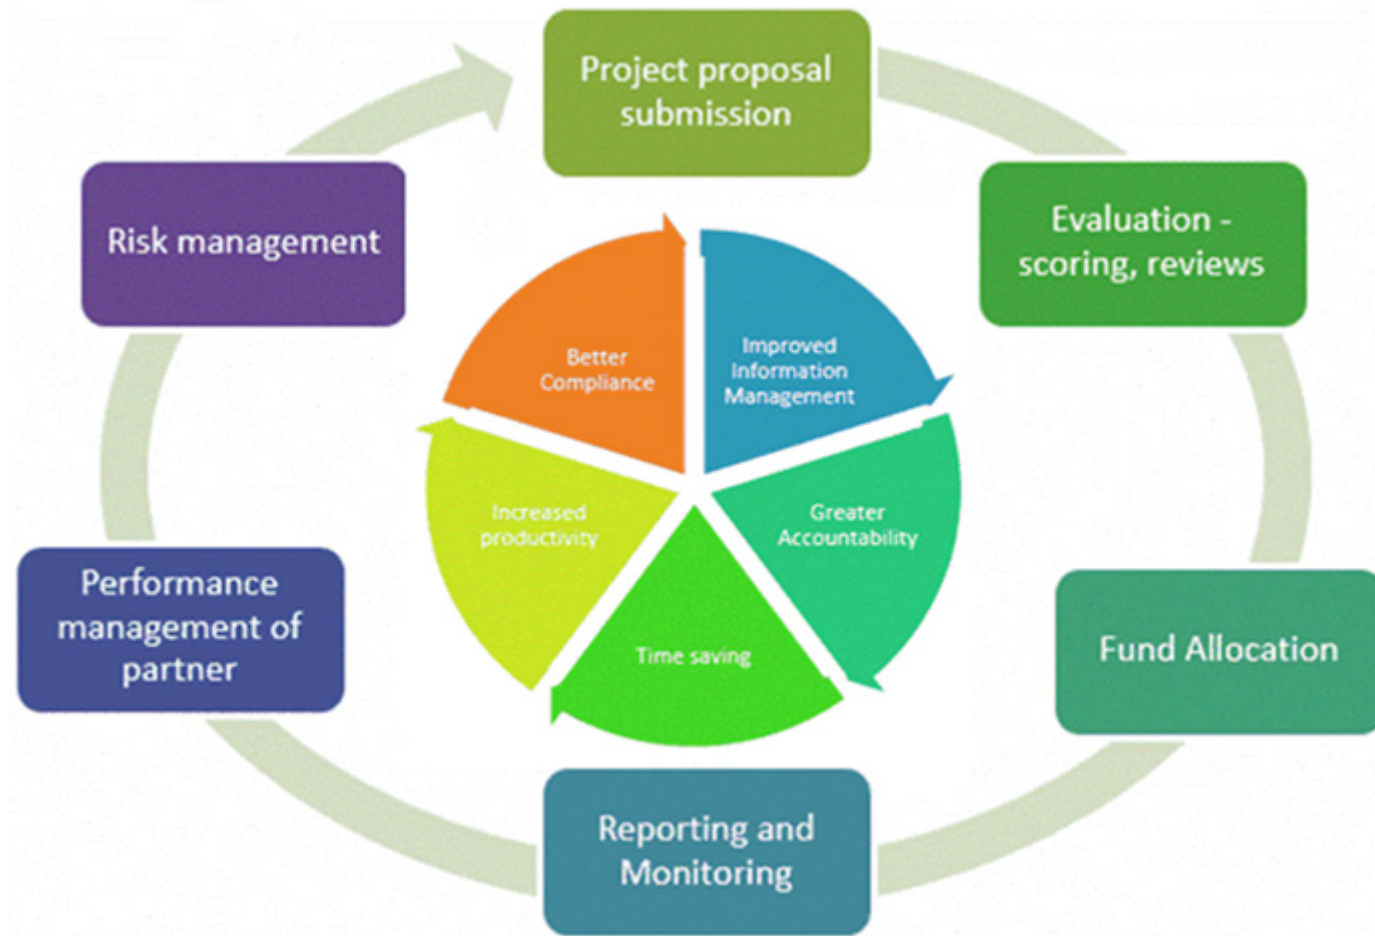 Project proposal
submission
Evaluation -
scoring, reviews
Fund Allocation
Reporting and
Monitoring
Performance
management of
partner
Risk management
Improved
Information
Management
Greater
Accountability
Time saving
Increased
productivity
Better
Compliance